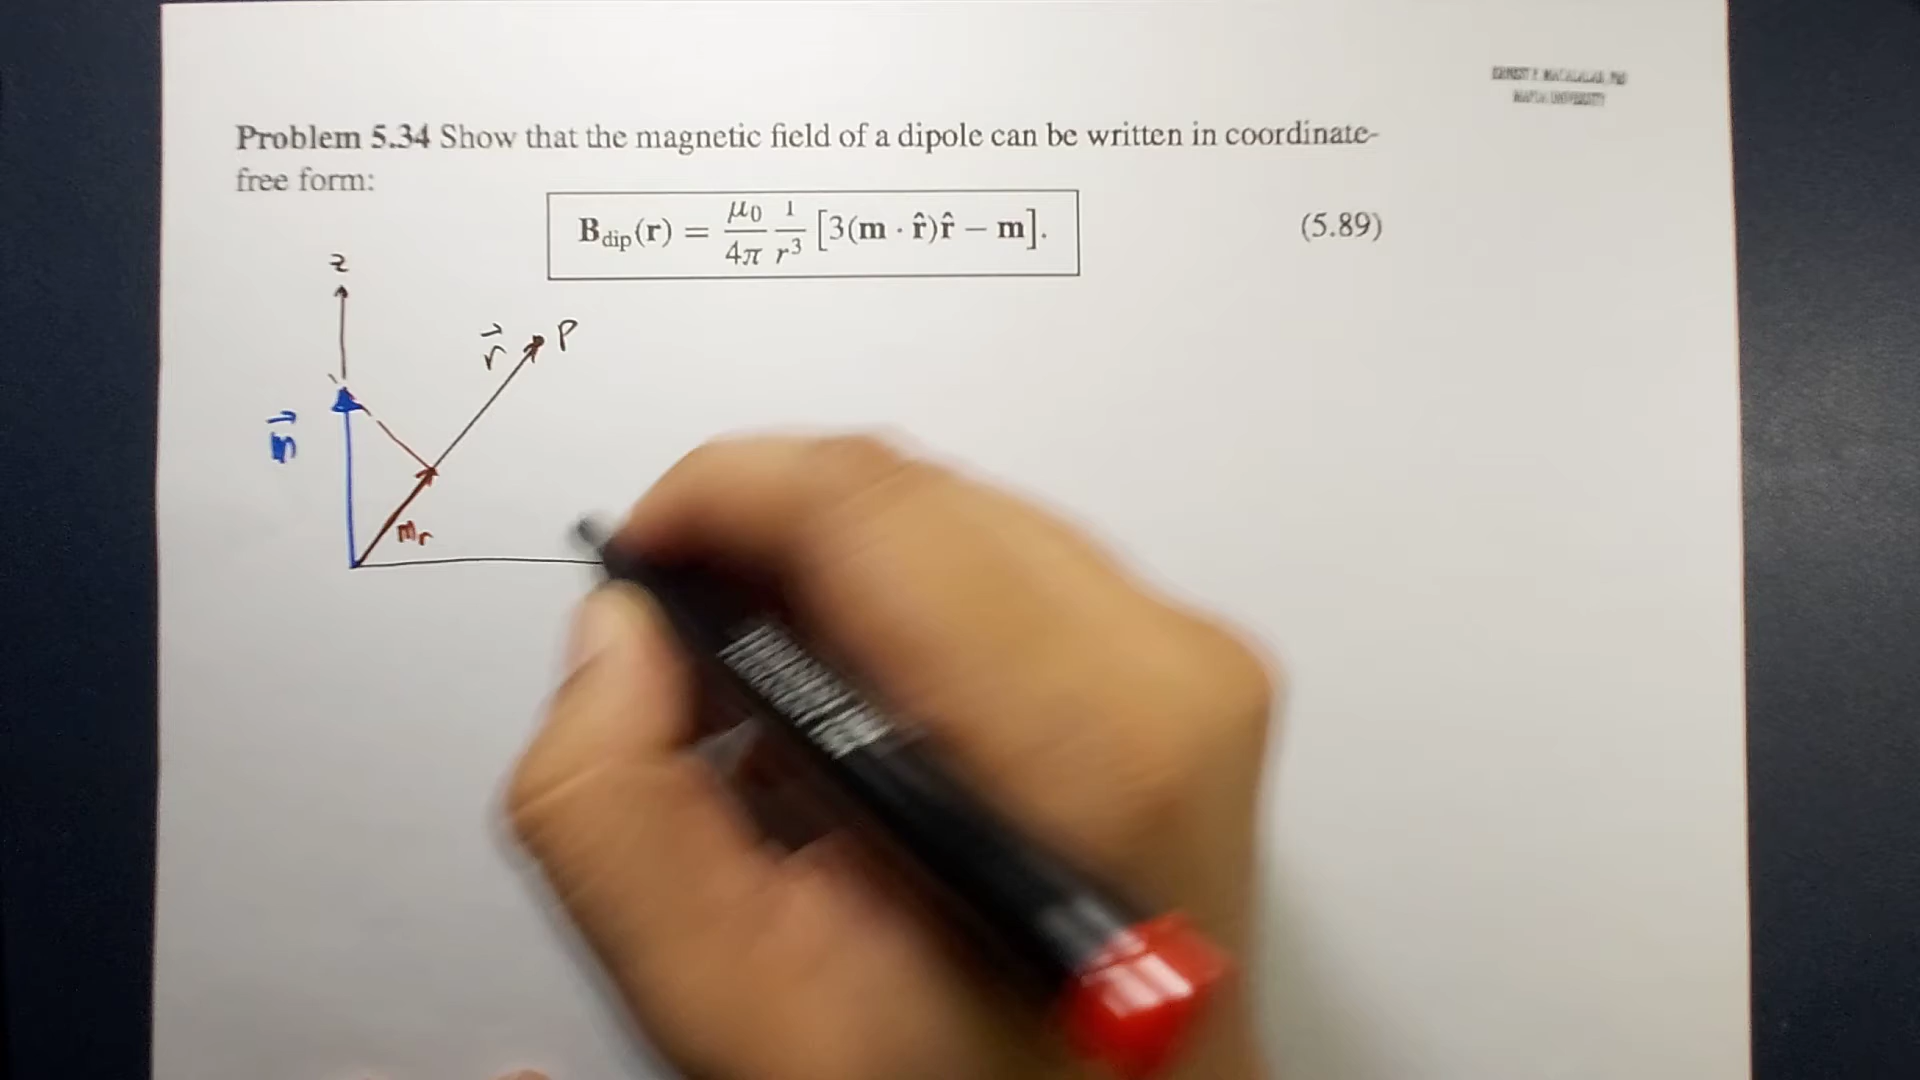 Problem 5.34 Show that the magnetic field of a dipole can be written in coordinate-
free form:
B_dip(r) = μ₀/4π 1/r³ [3(m · r̂)r̂ − m]. (5.89)
z
r⃗ P
m⃗
mᵣ